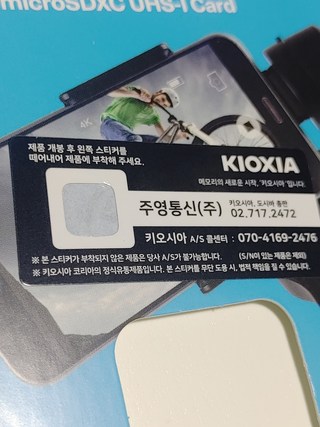 microSDXC UHS-I Card
4K
제품 개봉 후 왼쪽 스티커를
떼어내어 제품에 부착해 주세요.
KIOXIA
메모리의 새로운 시작, '키오시아'입니다.
주영통신(주)
키오시아, 도시바 총판
02.717.2472
키오시아 A/S 콜센터 : 070-4169-2476
※ 본 스티커가 부착되지 않은 제품은 당사 A/S가 불가능합니다. (S/N이 있는 제품은 제외)
※ 키오시아 코리아의 정식유통제품입니다. 본 스티커를 무단 도용 시, 법적 책임을 질 수 있습니다.